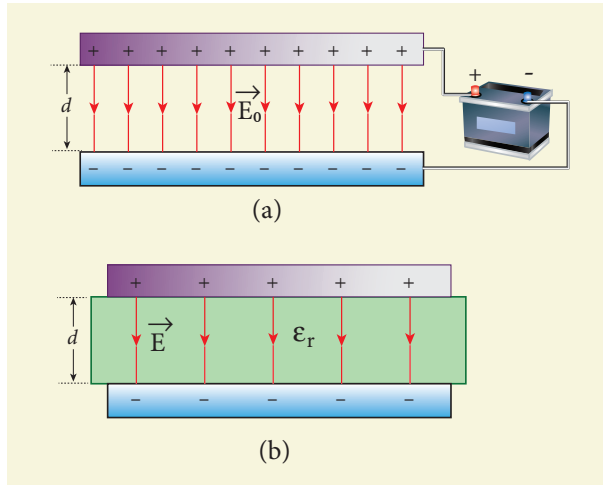 + + + + + + + + + +
+ -
d
E₀
− − − − − − − − − −
(a)
+ + + + +
d
E
εᵣ
− − − − −
(b)